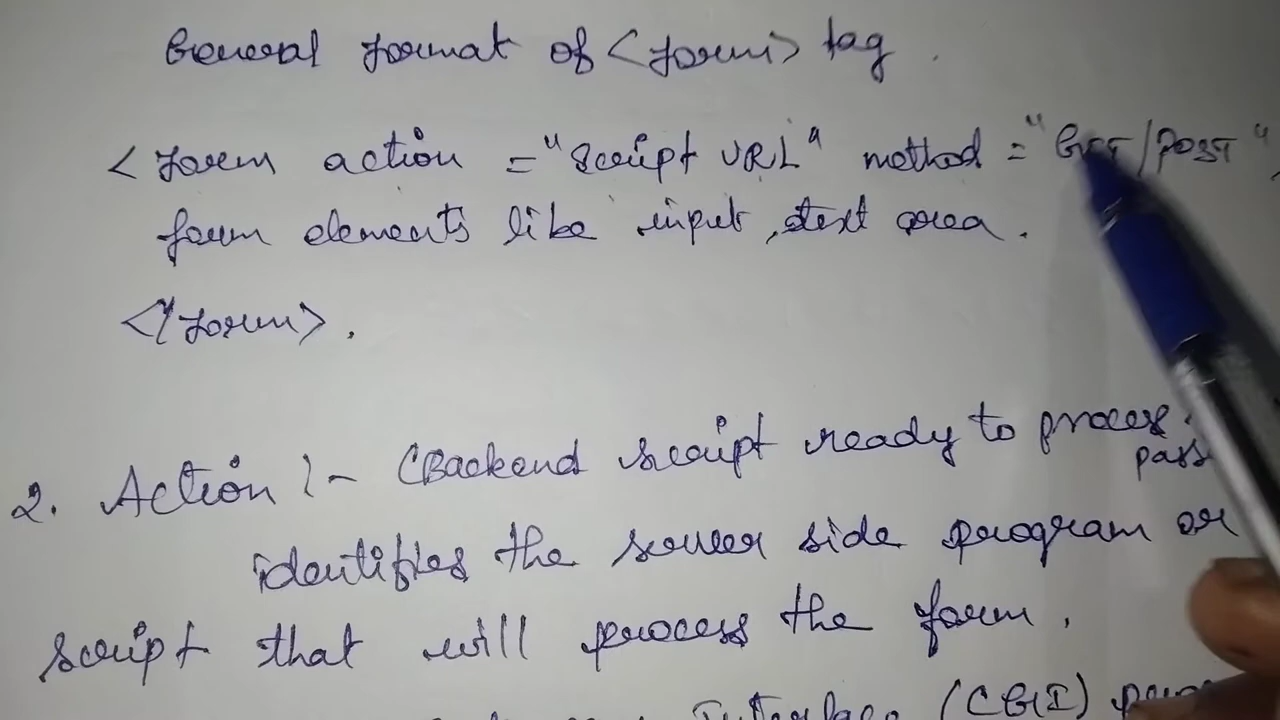 General format of <form> tag.
<form action = "Script URL" method = "GET/POST"
form elements like input, text area.
</form>.
2. Action :- (Backend script ready to process.
pass
identifies the server side program or
script that will process the form.
Interface (CGI)